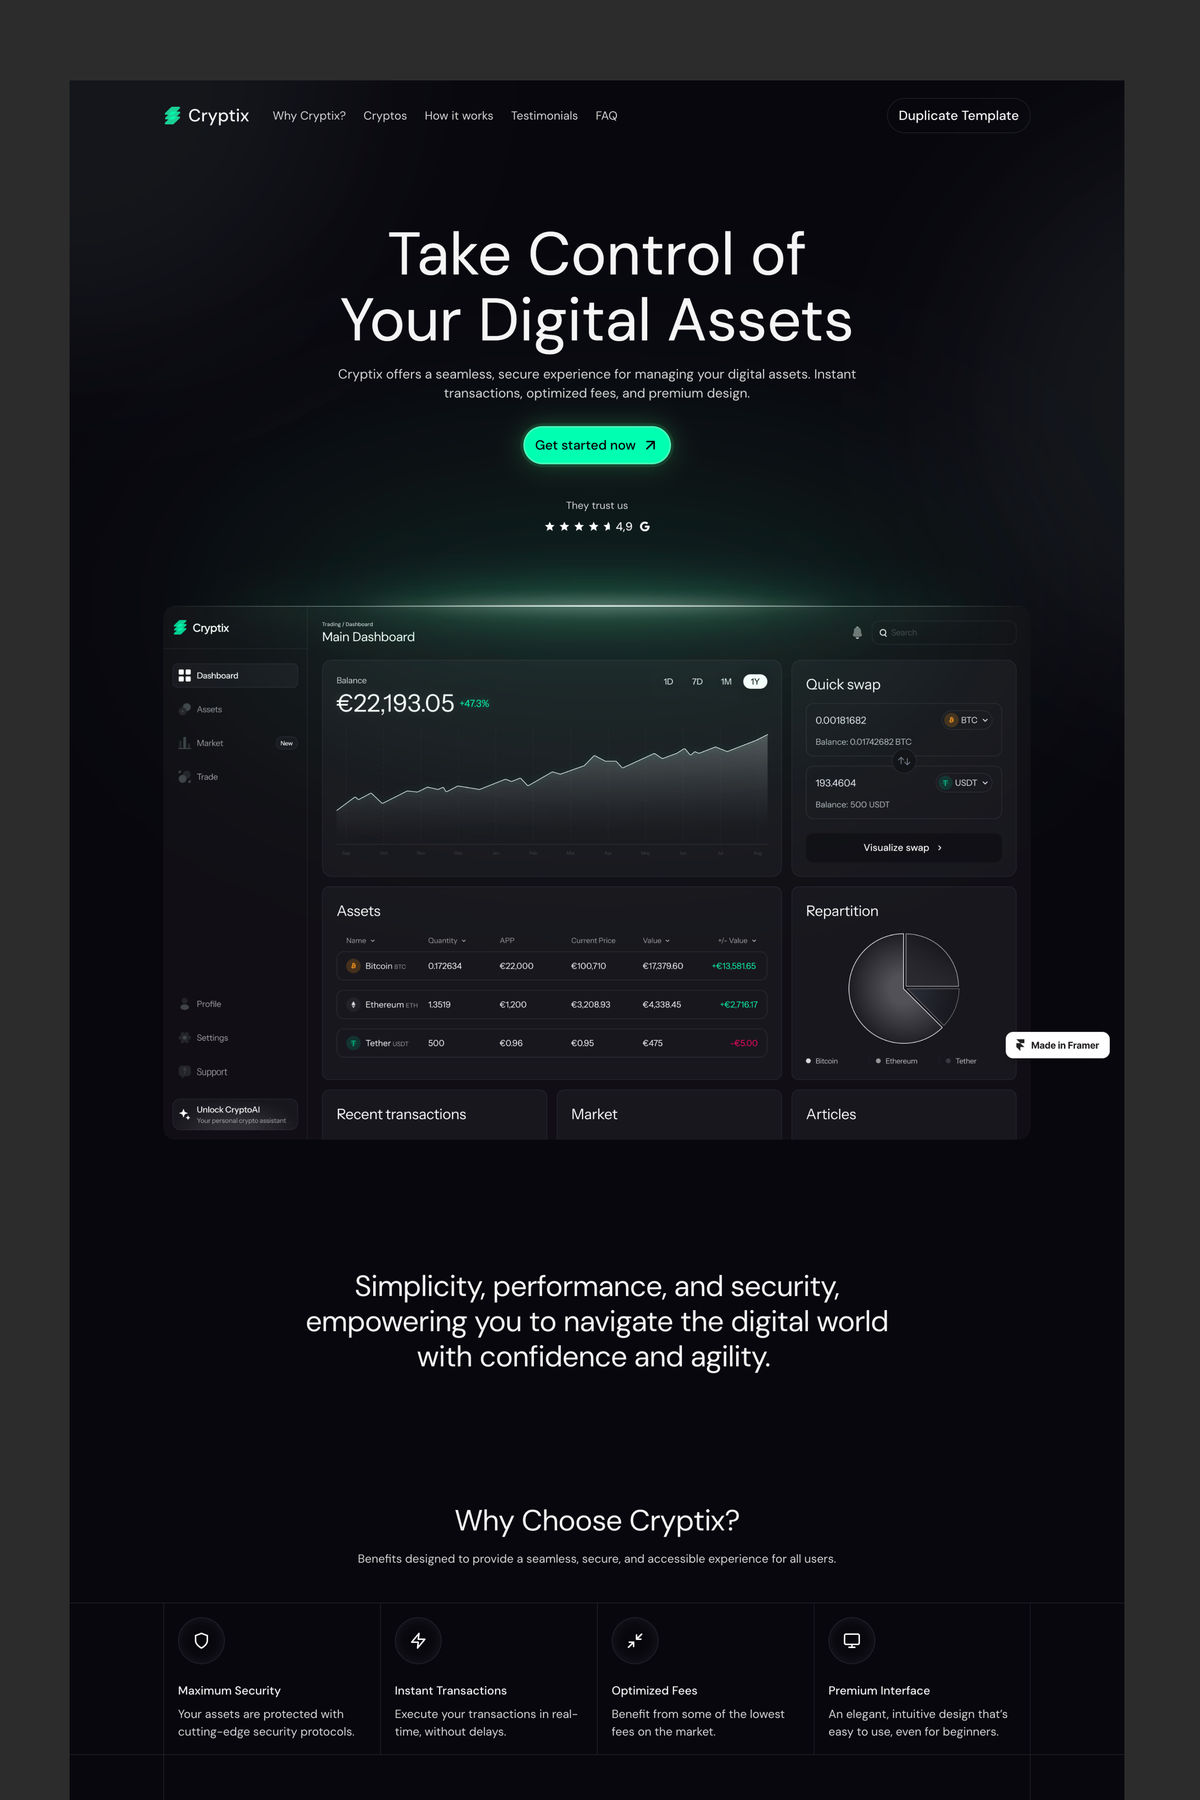 Cryptix
Why Cryptix? Cryptos How it works Testimonials FAQ
Duplicate Template
Take Control of
Your Digital Assets
Cryptix offers a seamless, secure experience for managing your digital assets. Instant
transactions, optimized fees, and premium design.
Get started now
They trust us
4,9 G
Cryptix
Dashboard
Assets
Market New
Trade
Profile
Settings
Support
Unlock CryptoAI
Your personal crypto assistant
Trading / Dashboard
Main Dashboard
Search
Balance
€22,193.05 +47.3%
1D 7D 1M 1Y
Quick swap
0.00181682 BTC
Balance: 0.01742682 BTC
193.4604 USDT
Balance: 500 USDT
Visualize swap
Assets
Name Quantity APP Current Price Value +/- Value
Bitcoin BTC 0.172634 €22,000 €100,710 €17,379.60 +€13,581.65
Ethereum ETH 1.3519 €1,200 €3,208.93 €4,338.45 +€2,716.17
Tether USDT 500 €0.96 €0.95 €475 -€5.00
Repartition
Bitcoin Ethereum Tether
Made in Framer
Recent transactions
Market
Articles
Simplicity, performance, and security,
empowering you to navigate the digital world
with confidence and agility.
Why Choose Cryptix?
Benefits designed to provide a seamless, secure, and accessible experience for all users.
Maximum Security
Your assets are protected with
cutting-edge security protocols.
Instant Transactions
Execute your transactions in real-
time, without delays.
Optimized Fees
Benefit from some of the lowest
fees on the market.
Premium Interface
An elegant, intuitive design that's
easy to use, even for beginners.